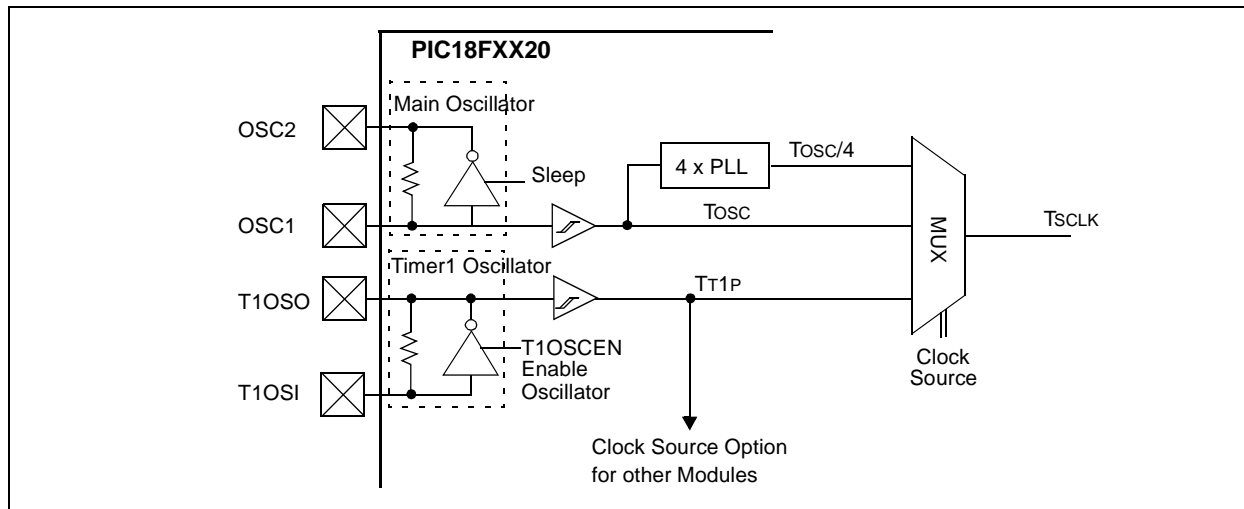 PIC18FXX20
Main Oscillator
OSC2
Sleep
4 x PLL
TOSC/4
OSC1
TOSC
MUX
TSCLK
Timer1 Oscillator
T1OSO
TT1P
T1OSCEN
Enable
Oscillator
T1OSI
Clock
Source
Clock Source Option
for other Modules